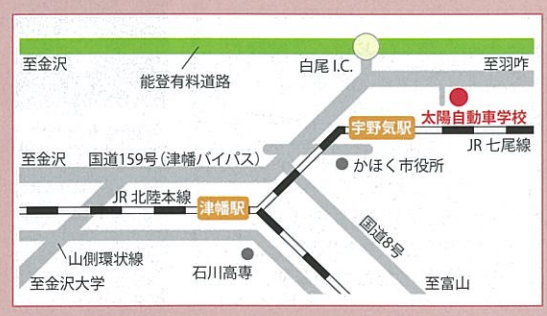 至金沢
能登有料道路
白尾 I.C.
至羽咋
太陽自動車学校
宇野気駅
JR 七尾線
至金沢
国道159号(津幡バイパス)
かほく市役所
JR 北陸本線
津幡駅
国道8号
山側環状線
石川高専
至金沢大学
至富山